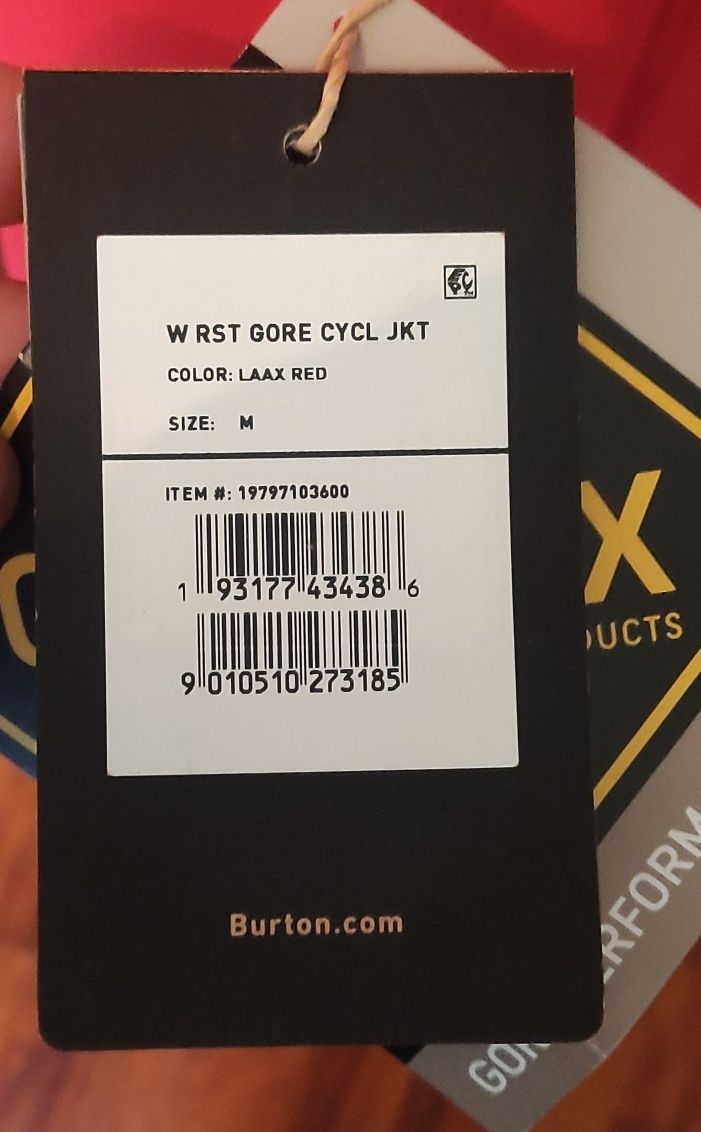 W RST GORE CYCL JKT
COLOR: LAAX RED
SIZE: M
ITEM #: 19797103600
1 93177 43438 6
9 010510 273185
Burton.com
X
DUCTS
GOR
ERFORM